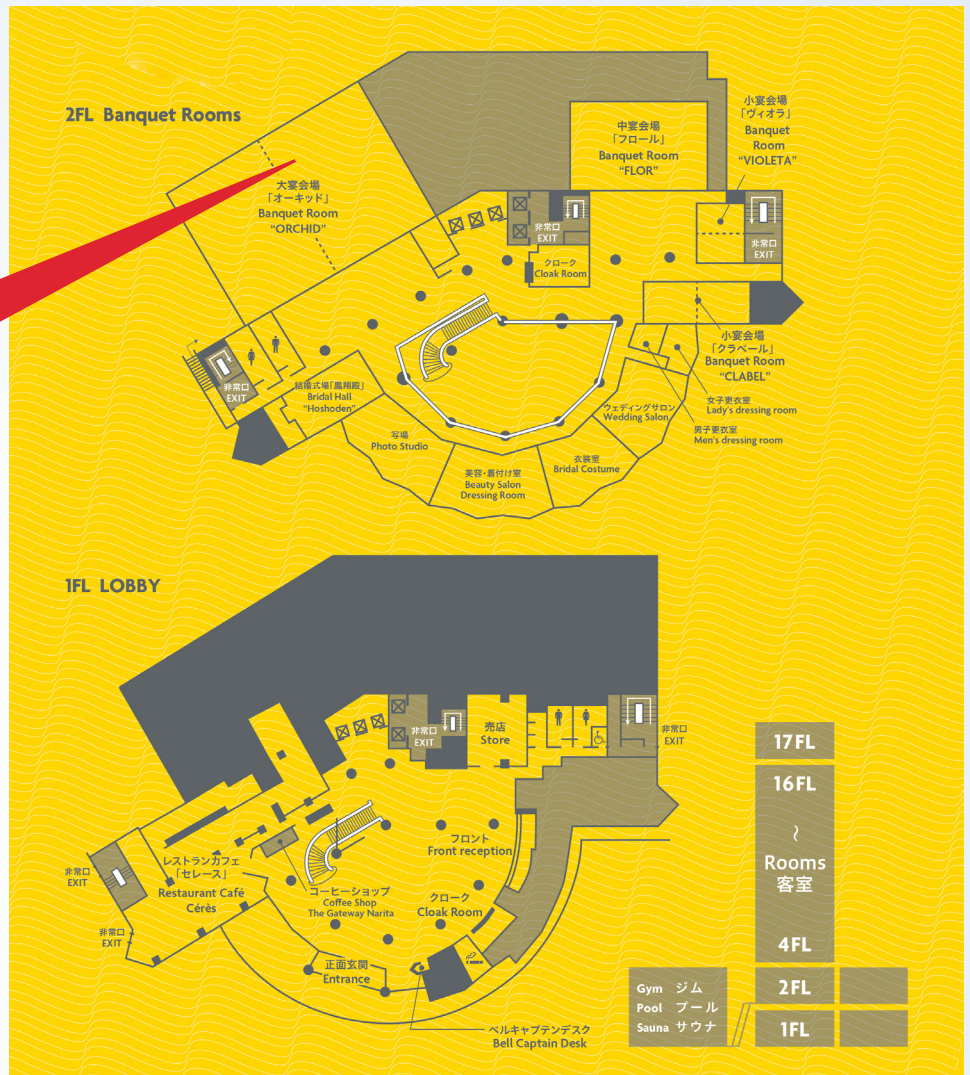 2FL Banquet Rooms
小宴会場
「ヴィオラ」
Banquet
Room
“VIOLETA”
中宴会場
「フロール」
Banquet Room
“FLOR”
大宴会場
「オーキッド」
Banquet Room
“ORCHID”
非常口
EXIT
非常口
EXIT
クローク
Cloak Room
小宴会場
「クラベール」
Banquet Room
“CLABEL”
非常口
EXIT
結婚式場「鳳翔殿」
Bridal Hall
“Hoshoden”
女子更衣室
Lady's dressing room
ウェディングサロン
Wedding Salon
男子更衣室
Men's dressing room
写場
Photo Studio
衣装室
Bridal Costume
美容・着付け室
Beauty Salon
Dressing Room
1FL LOBBY
非常口
EXIT
売店
Store
非常口
EXIT
17FL
16FL
〜
Rooms
客室
4FL
フロント
Front reception
レストランカフェ
「セレース」
Restaurant Café
Cérès
非常口
EXIT
コーヒーショップ
Coffee Shop
The Gateway Narita
クローク
Cloak Room
非常口
EXIT
正面玄関
Entrance
ベルキャプテンデスク
Bell Captain Desk
Gym ジム
Pool プール
Sauna サウナ
2FL
1FL